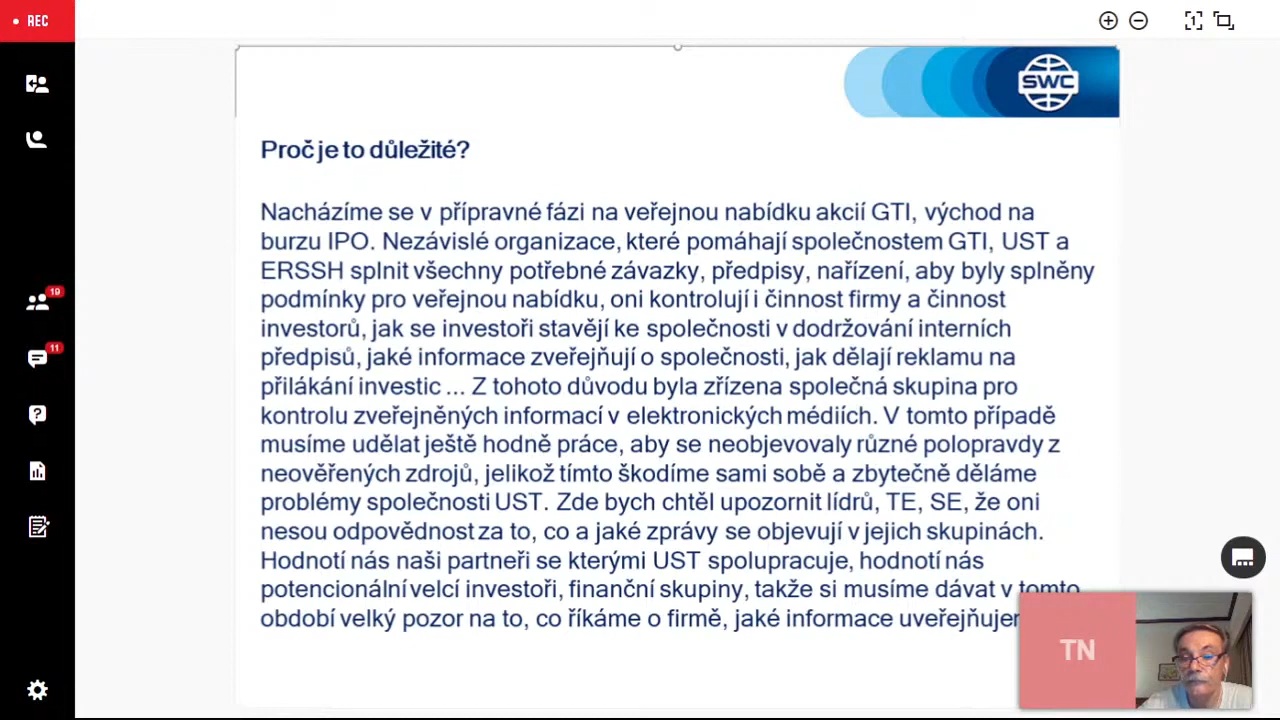 REC
1
SWC
Proč je to důležité?
Nacházíme se v přípravné fázi na veřejnou nabídku akcií GTI, východ na
burzu IPO. Nezávislé organizace, které pomáhají společnostem GTI, UST a
ERSSH splnit všechny potřebné závazky, předpisy, nařízení, aby byly splněny
podmínky pro veřejnou nabídku, oni kontrolují i činnost firmy a činnost
investorů, jak se investoři stavějí ke společnosti v dodržování interních
předpisů, jaké informace zveřejňují o společnosti, jak dělají reklamu na
přilákání investic ... Z tohoto důvodu byla zřízena společná skupina pro
kontrolu zveřejněných informací v elektronických médiích. V tomto případě
musíme udělat ještě hodně práce, aby se neobjevovaly různé polopravdy z
neověřených zdrojů, jelikož tímto škodíme sami sobě a zbytečně děláme
problémy společnosti UST. Zde bych chtěl upozornit lídrů, TE, SE, že oni
nesou odpovědnost za to, co a jaké zprávy se objevují v jejich skupinách.
Hodnotí nás naši partneři se kterými UST spolupracuje, hodnotí nás
potencionální velcí investoři, finanční skupiny, takže si musíme dávat v tomto
období velký pozor na to, co říkáme o firmě, jaké informace
19
11
TN